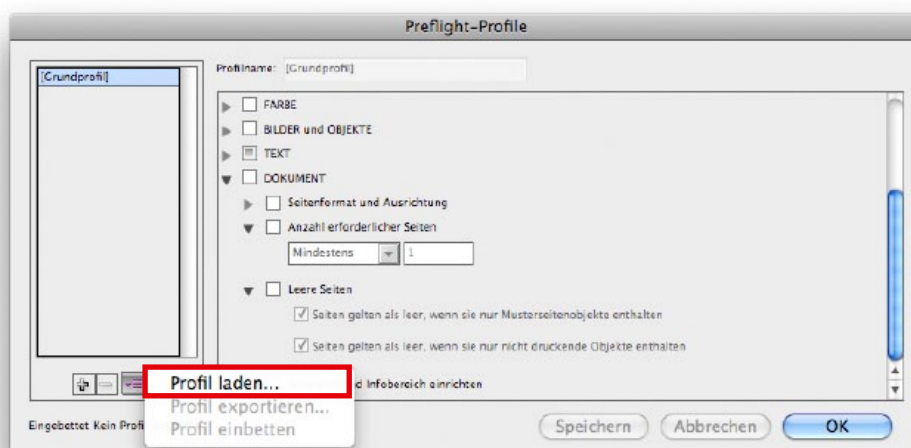 Preflight-Profile
[Grundprofil]
Profilname: [Grundprofil]
FARBE
BILDER und OBJEKTE
TEXT
DOKUMENT
Seitenformat und Ausrichtung
Anzahl erforderlicher Seiten
Mindestens 1
Leere Seiten
Seiten gelten als leer, wenn sie nur Musterseitenobjekte enthalten
Seiten gelten als leer, wenn sie nur nicht druckende Objekte enthalten
Infobereich einrichten
Profil laden...
Profil exportieren...
Profil einbetten
Eingebettet Kein
Speichern
Abbrechen
OK